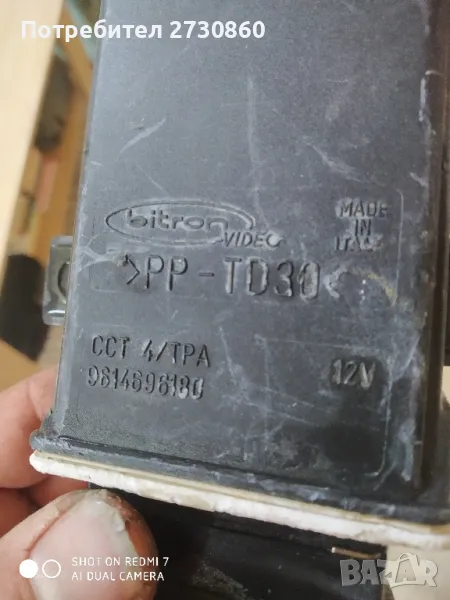 Потребител 2730860
bitron
VIDEO
MADE
IN
ITALY
>PP-TD30<
CCT 4/TPA
9614696180
12V
SHOT ON REDMI 7
AI DUAL CAMERA
bazar